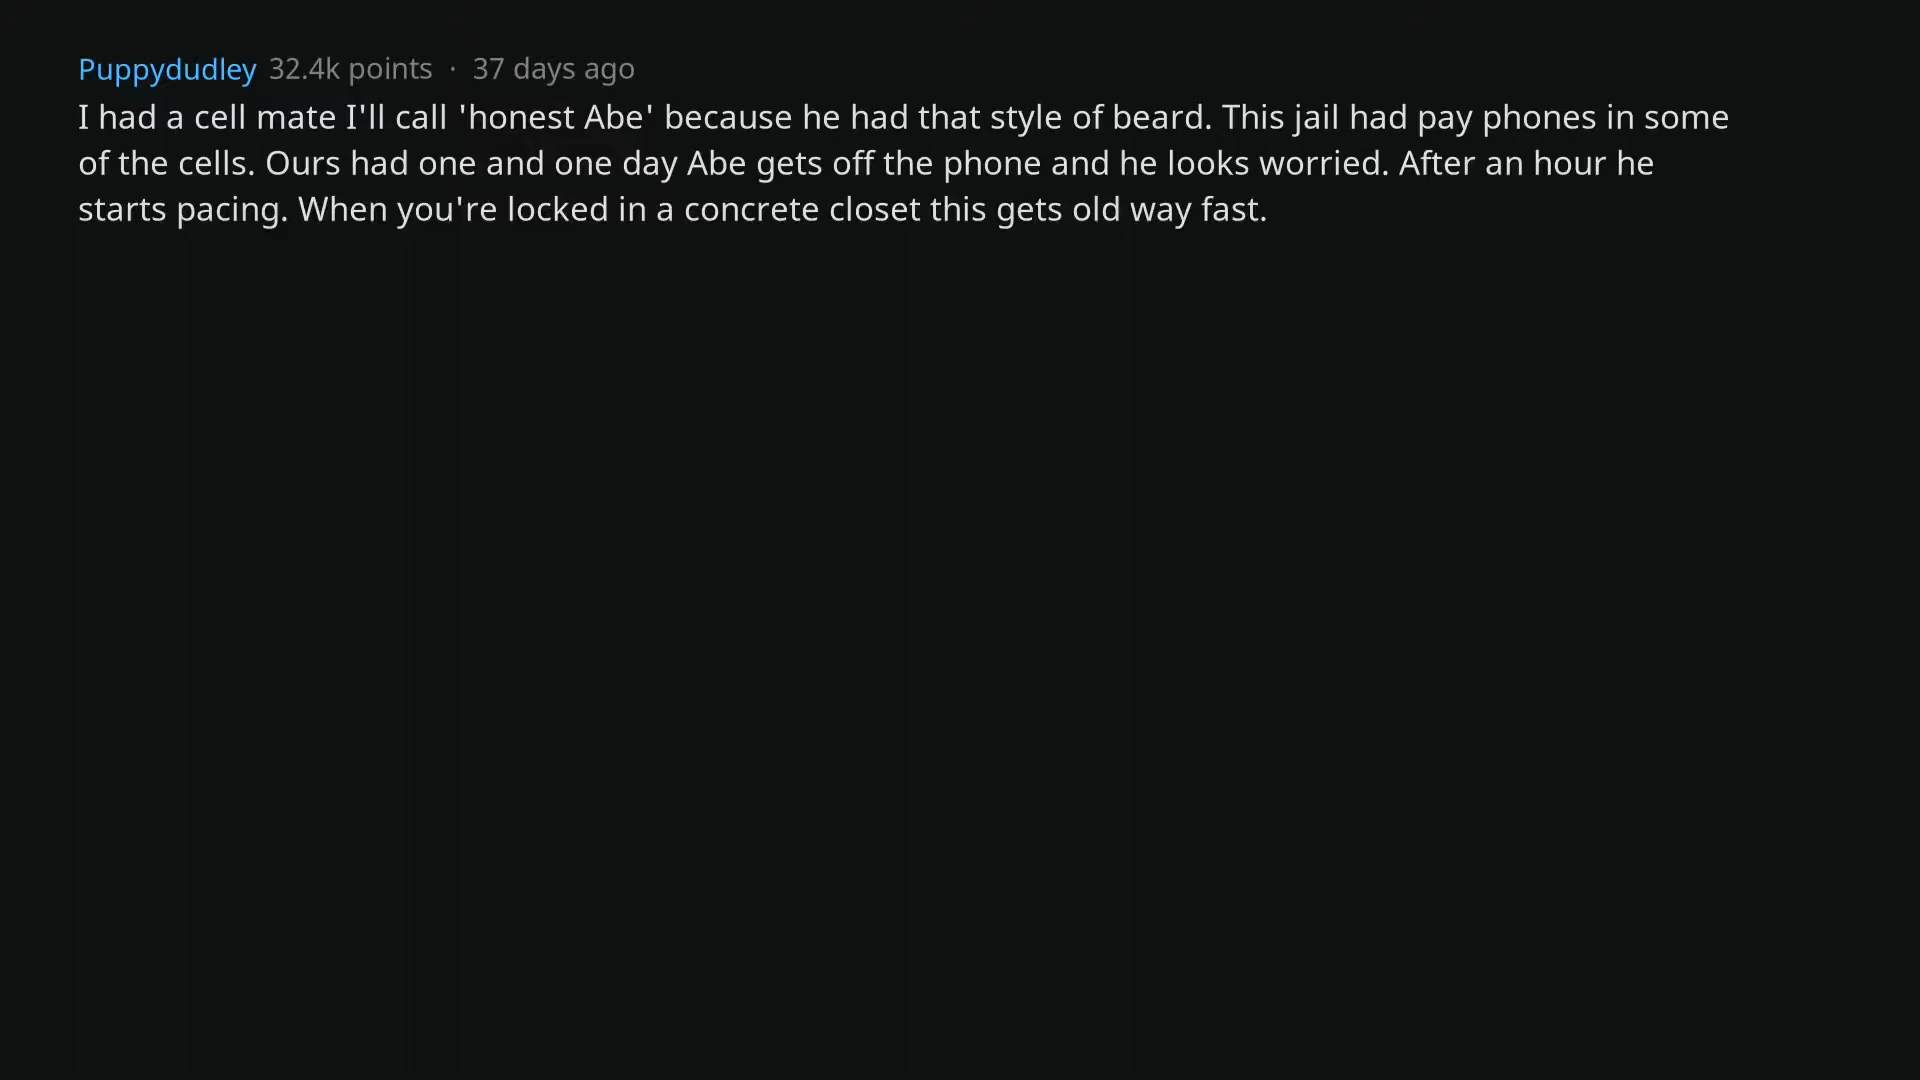 Puppydudley 32.4k points · 37 days ago
I had a cell mate I'll call 'honest Abe' because he had that style of beard. This jail had pay phones in some
of the cells. Ours had one and one day Abe gets off the phone and he looks worried. After an hour he
starts pacing. When you're locked in a concrete closet this gets old way fast.